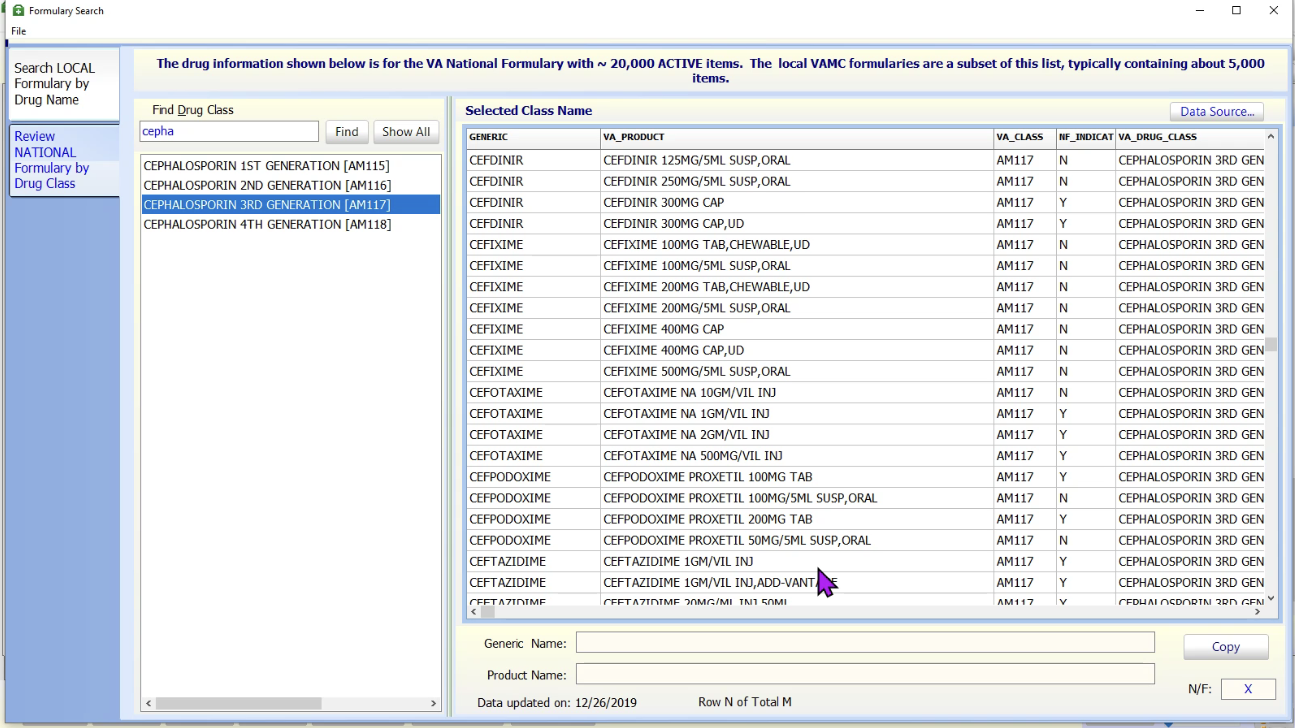 Formulary Search
File
Search LOCAL
Formulary by
Drug Name
Review
NATIONAL
Formulary by
Drug Class
The drug information shown below is for the VA National Formulary with ~ 20,000 ACTIVE items. The local VAMC formularies are a subset of this list, typically containing about 5,000
items.
Find Drug Class
cepha Find Show All
CEPHALOSPORIN 1ST GENERATION [AM115]
CEPHALOSPORIN 2ND GENERATION [AM116]
CEPHALOSPORIN 3RD GENERATION [AM117]
CEPHALOSPORIN 4TH GENERATION [AM118]
Selected Class Name Data Source...
GENERIC VA_PRODUCT VA_CLASS NF_INDICAT VA_DRUG_CLASS
CEFDINIR CEFDINIR 125MG/5ML SUSP,ORAL AM117 N CEPHALOSPORIN 3RD GEN
CEFDINIR CEFDINIR 250MG/5ML SUSP,ORAL AM117 N CEPHALOSPORIN 3RD GEN
CEFDINIR CEFDINIR 300MG CAP AM117 Y CEPHALOSPORIN 3RD GEN
CEFDINIR CEFDINIR 300MG CAP,UD AM117 Y CEPHALOSPORIN 3RD GEN
CEFIXIME CEFIXIME 100MG TAB,CHEWABLE,UD AM117 N CEPHALOSPORIN 3RD GEN
CEFIXIME CEFIXIME 100MG/5ML SUSP,ORAL AM117 N CEPHALOSPORIN 3RD GEN
CEFIXIME CEFIXIME 200MG TAB,CHEWABLE,UD AM117 N CEPHALOSPORIN 3RD GEN
CEFIXIME CEFIXIME 200MG/5ML SUSP,ORAL AM117 N CEPHALOSPORIN 3RD GEN
CEFIXIME CEFIXIME 400MG CAP AM117 N CEPHALOSPORIN 3RD GEN
CEFIXIME CEFIXIME 400MG CAP,UD AM117 N CEPHALOSPORIN 3RD GEN
CEFIXIME CEFIXIME 500MG/5ML SUSP,ORAL AM117 N CEPHALOSPORIN 3RD GEN
CEFOTAXIME CEFOTAXIME NA 10GM/VIL INJ AM117 N CEPHALOSPORIN 3RD GEN
CEFOTAXIME CEFOTAXIME NA 1GM/VIL INJ AM117 Y CEPHALOSPORIN 3RD GEN
CEFOTAXIME CEFOTAXIME NA 2GM/VIL INJ AM117 Y CEPHALOSPORIN 3RD GEN
CEFOTAXIME CEFOTAXIME NA 500MG/VIL INJ AM117 Y CEPHALOSPORIN 3RD GEN
CEFPODOXIME CEFPODOXIME PROXETIL 100MG TAB AM117 Y CEPHALOSPORIN 3RD GEN
CEFPODOXIME CEFPODOXIME PROXETIL 100MG/5ML SUSP,ORAL AM117 N CEPHALOSPORIN 3RD GEN
CEFPODOXIME CEFPODOXIME PROXETIL 200MG TAB AM117 Y CEPHALOSPORIN 3RD GEN
CEFPODOXIME CEFPODOXIME PROXETIL 50MG/5ML SUSP,ORAL AM117 N CEPHALOSPORIN 3RD GEN
CEFTAZIDIME CEFTAZIDIME 1GM/VIL INJ AM117 Y CEPHALOSPORIN 3RD GEN
CEFTAZIDIME CEFTAZIDIME 1GM/VIL INJ, AM117 Y CEPHALOSPORIN 3RD GEN
CEFTAZIDIME CEFTAZIDIME 20MG/ML INJ 50ML AM117 N CEPHALOSPORIN 3RD GEN
Generic Name: Copy
Product Name:
N/F: X
Data updated on: 12/26/2019 Row N of Total M